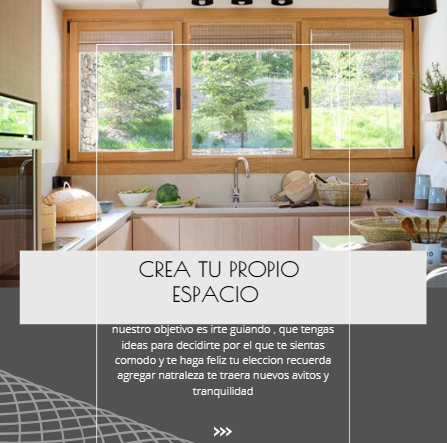 CREA TU PROPIO
ESPACIO
nuestro objetivo es irte guiando , que tengas
ideas para decidirte por el que te sientas
comodo y te haga feliz tu eleccion recuerda
agregar natraleza te traera nuevos avitos y
tranquilidad
>>>